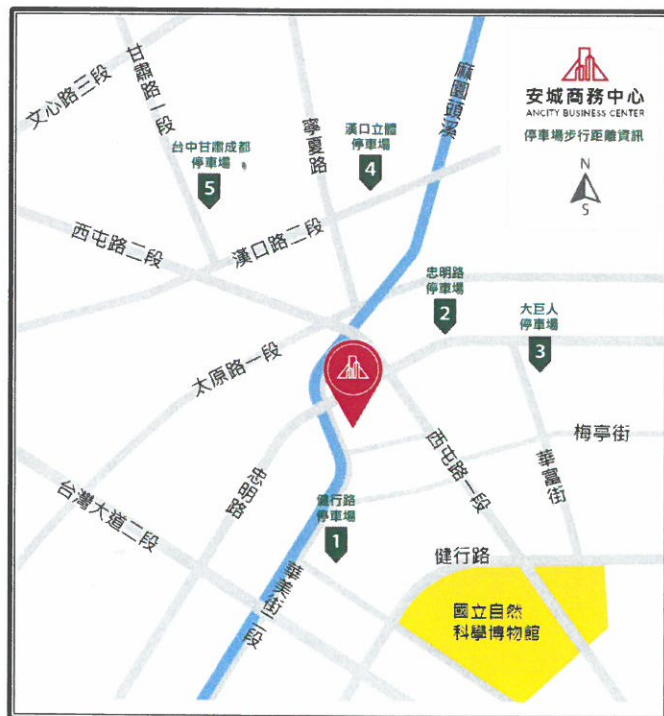 安城商務中心
ANCITY BUSINESS CENTER
停車場步行距離資訊
N
S
文心路三段
甘肅路一段
麻園頭溪
寧夏路
漢口立體
停車場
4
台中甘肅成都
停車場
5
西屯路二段
漢口路二段
忠明路
停車場
2
大巨人
停車場
3
太原路一段
梅亭街
西屯路一段
華富街
忠明路
台灣大道二段
健行路
停車場
1
健行路
華美街二段
國立自然
科學博物館